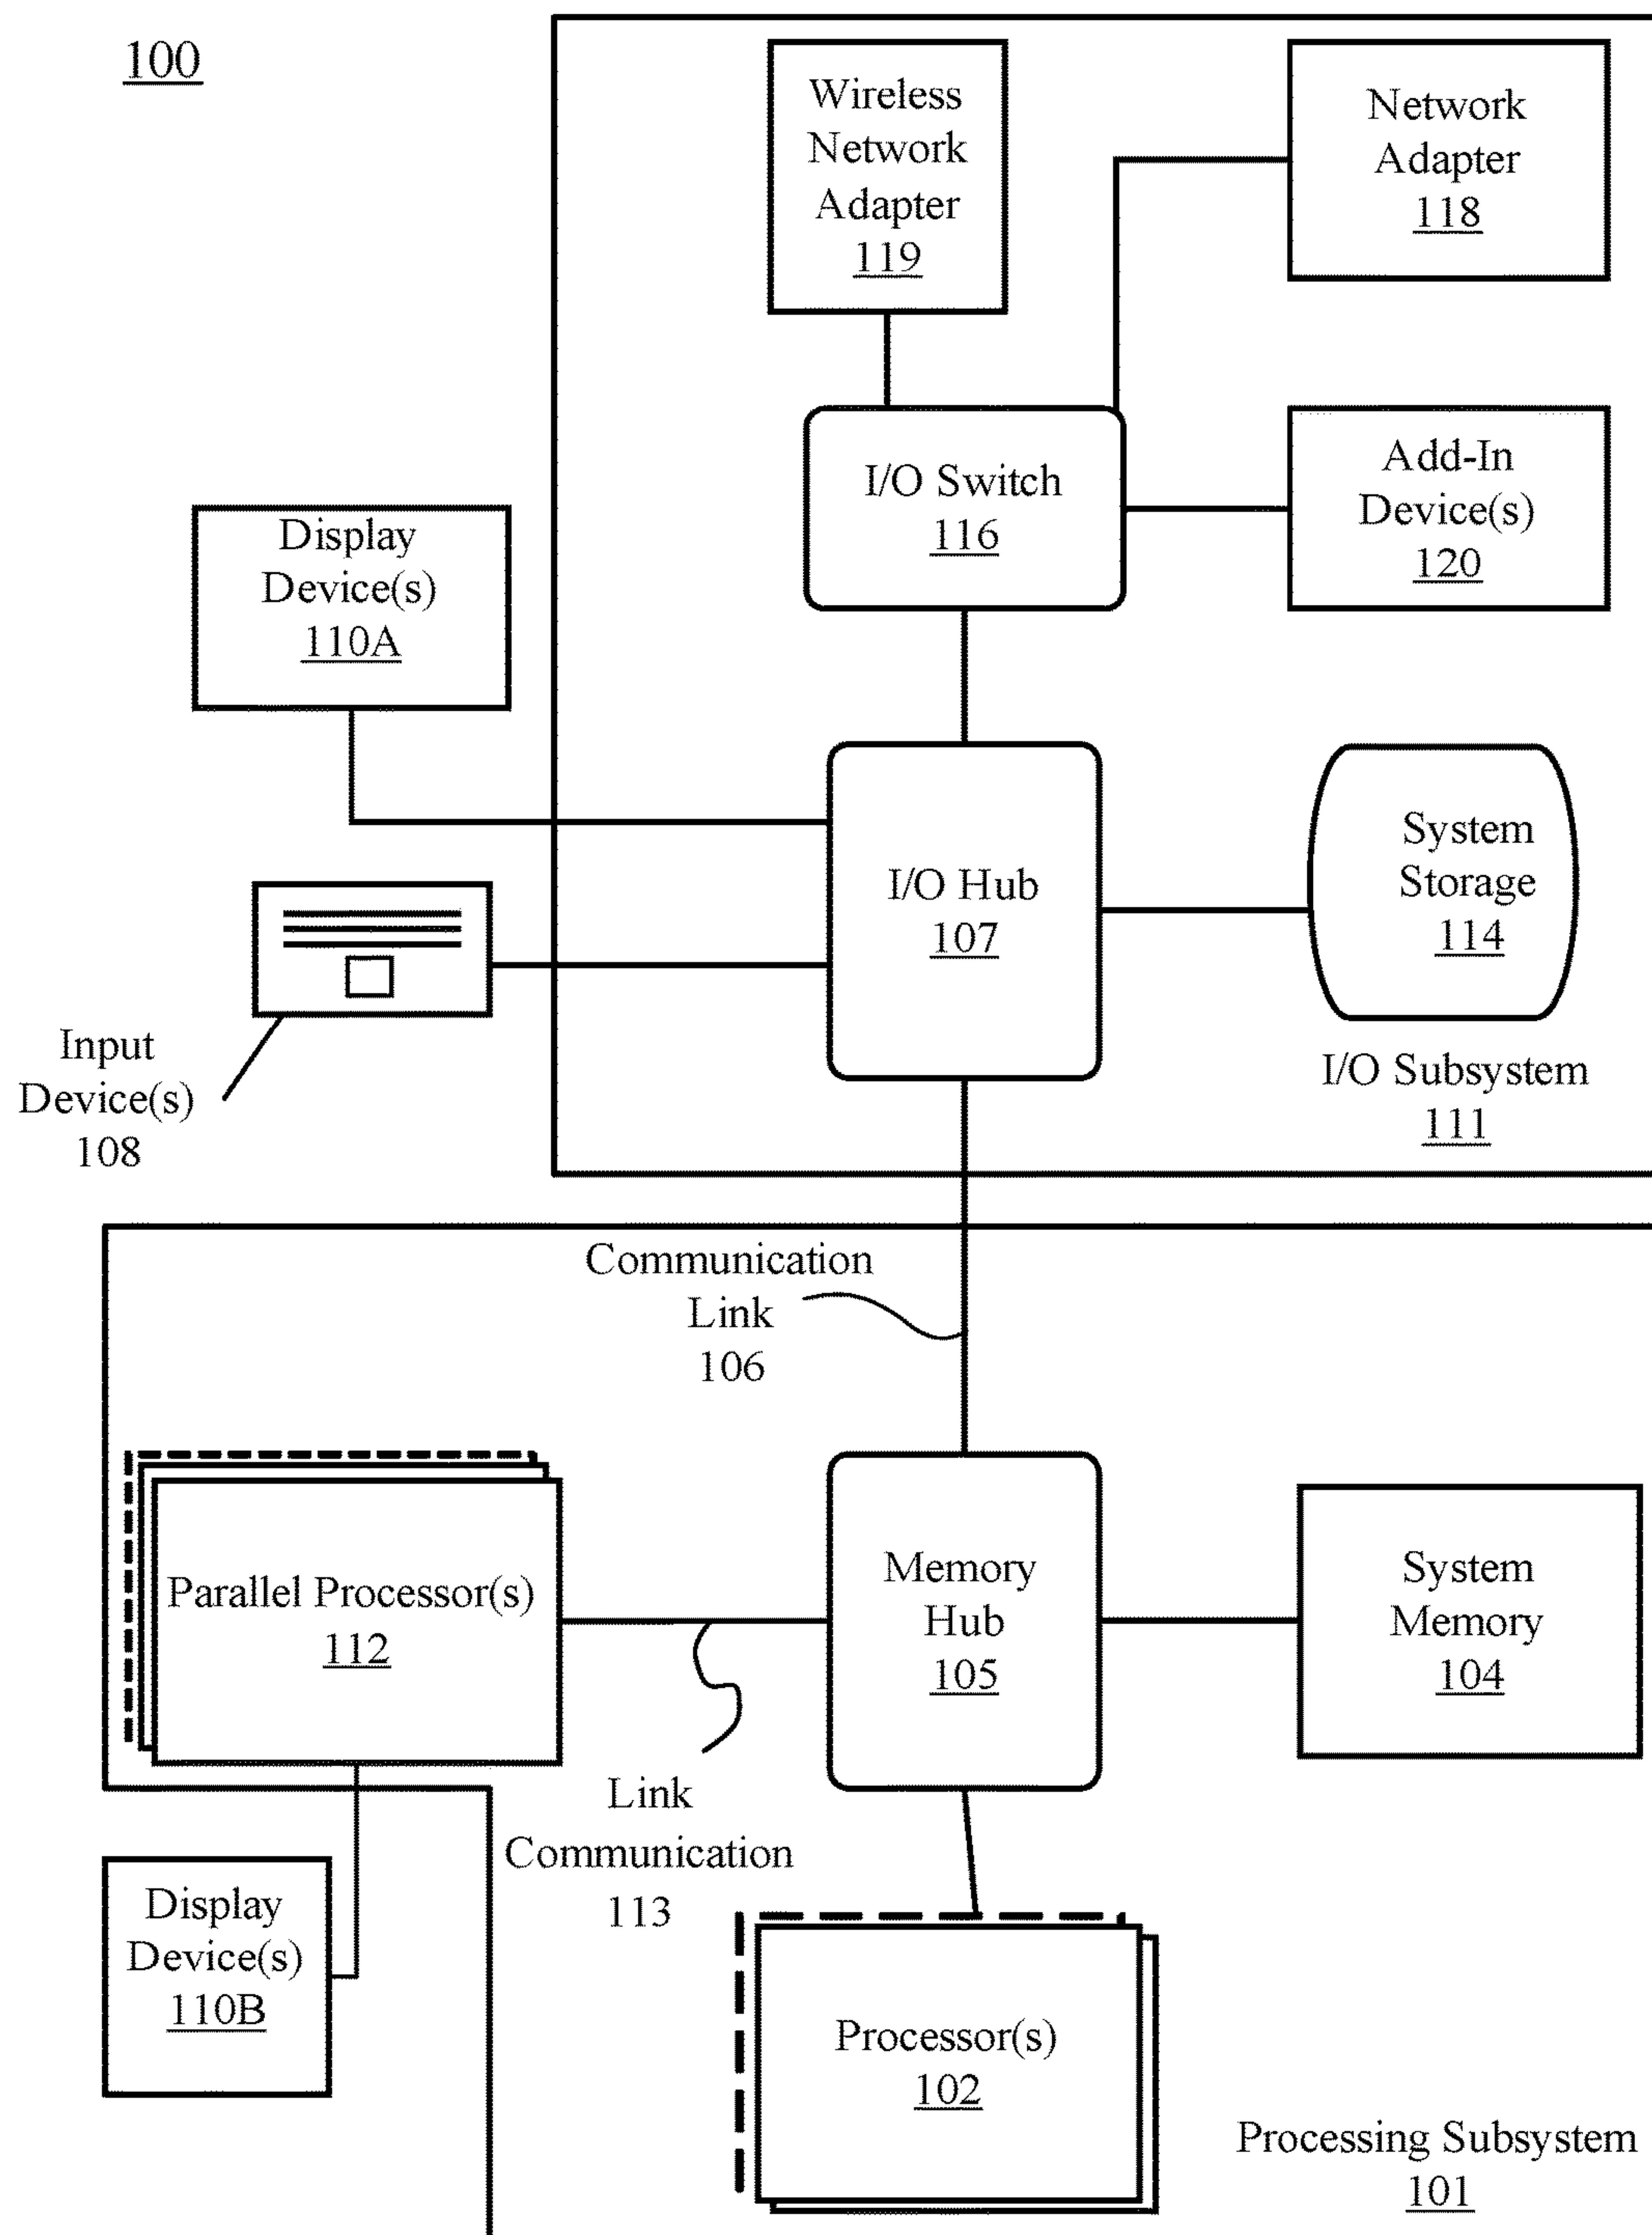 100
Wireless
Network
Adapter
119
Network
Adapter
118
I/O Switch
116
Add-In
Device(s)
120
Display
Device(s)
110A
I/O Hub
107
System
Storage
114
Input
Device(s)
108
I/O Subsystem
111
Communication
Link
106
Parallel Processor(s)
112
Memory
Hub
105
System
Memory
104
Link
Communication
113
Display
Device(s)
110B
Processor(s)
102
Processing Subsystem
101